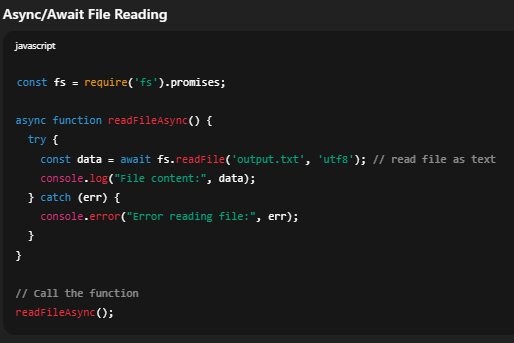 Async/Await File Reading
javascript
const fs = require('fs').promises;
async function readFileAsync() {
  try {
    const data = await fs.readFile('output.txt', 'utf8'); // read file as text
    console.log("File content:", data);
  } catch (err) {
    console.error("Error reading file:", err);
  }
}
// Call the function
readFileAsync();